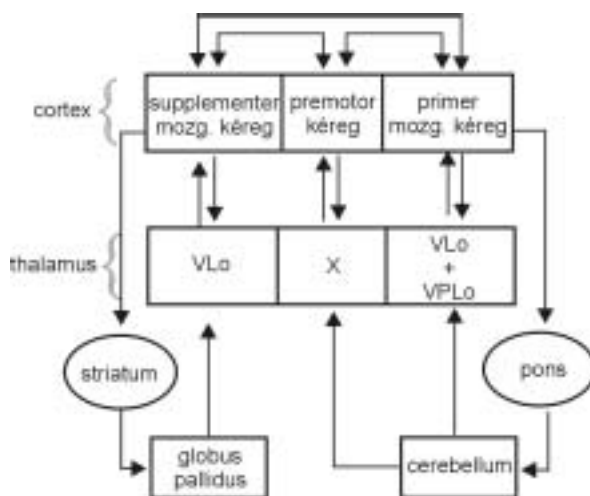 cortex
supplementer
mozg. kéreg
premotor
kéreg
primer
mozg. kéreg
thalamus
VLo
X
VLo
+
VPLo
striatum
pons
globus
pallidus
cerebellum